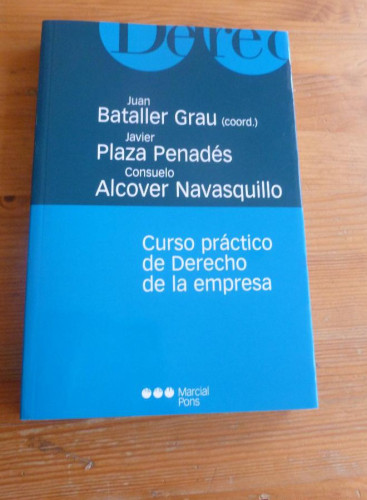 Derec
Juan
Bataller Grau (coord.)
Javier
Plaza Penadés
Consuelo
Alcover Navasquillo
Curso práctico
de Derecho
de la empresa
Marcial
Pons